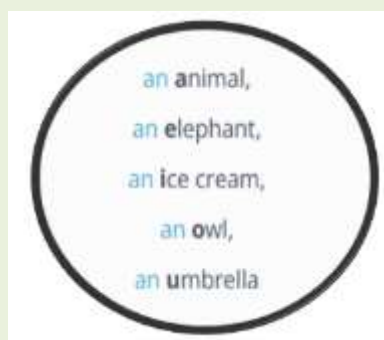 an animal,
an elephant,
an ice cream,
an owl,
an umbrella